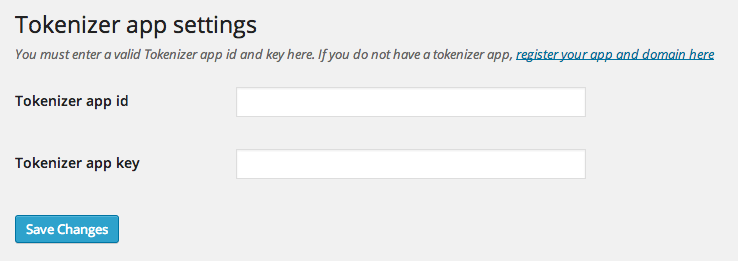 Tokenizer app settings
You must enter a valid Tokenizer app id and key here. If you do not have a tokenizer app, register your app and domain here
Tokenizer app id
Tokenizer app key
Save Changes